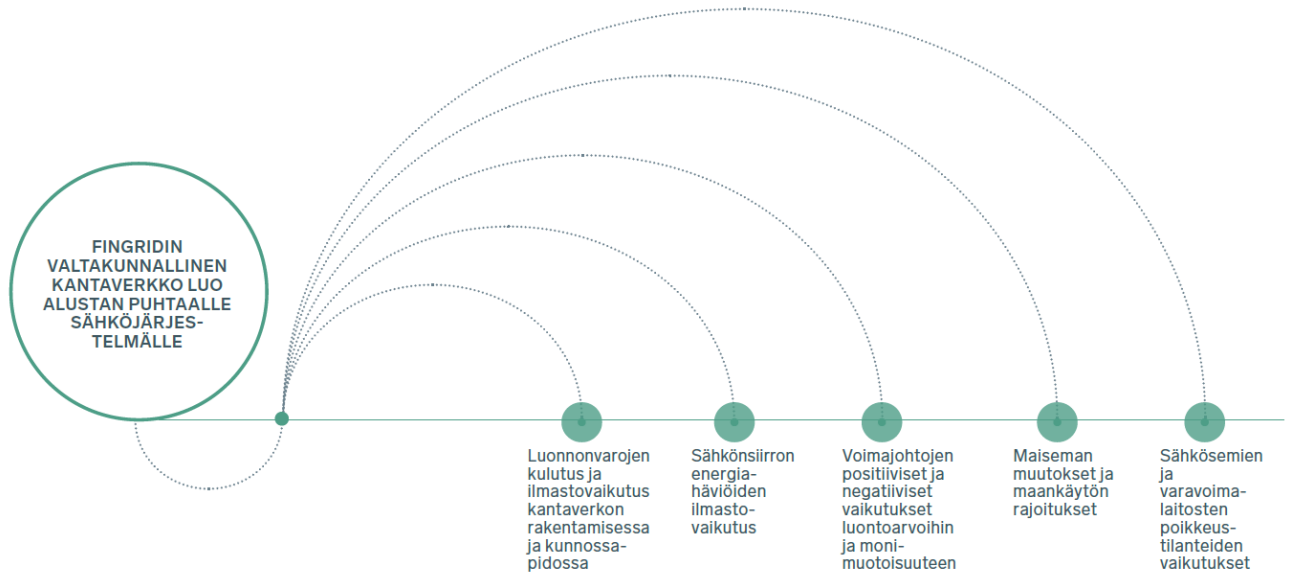 FINGRIDIN
VALTAKUNNALLINEN
KANTAVERKKO LUO
ALUSTAN PUHTAALLE
SÄHKÖJÄRJES-
TELMÄLLE
Luonnonvarojen
kulutus ja
ilmastovaikutus
kantaverkon
rakentamisessa
ja kunnossa-
pidossa
Sähkönsiirron
energia-
häviöiden
ilmasto-
vaikutus
Voimajohtojen
positiiviset ja
negatiiviset
vaikutukset
luontoarvoihin
ja moni-
muotoisuuteen
Maiseman
muutokset ja
maankäytön
rajoitukset
Sähkösemien
ja
varavoima-
laitosten
poikkeus-
tilanteiden
vaikutukset